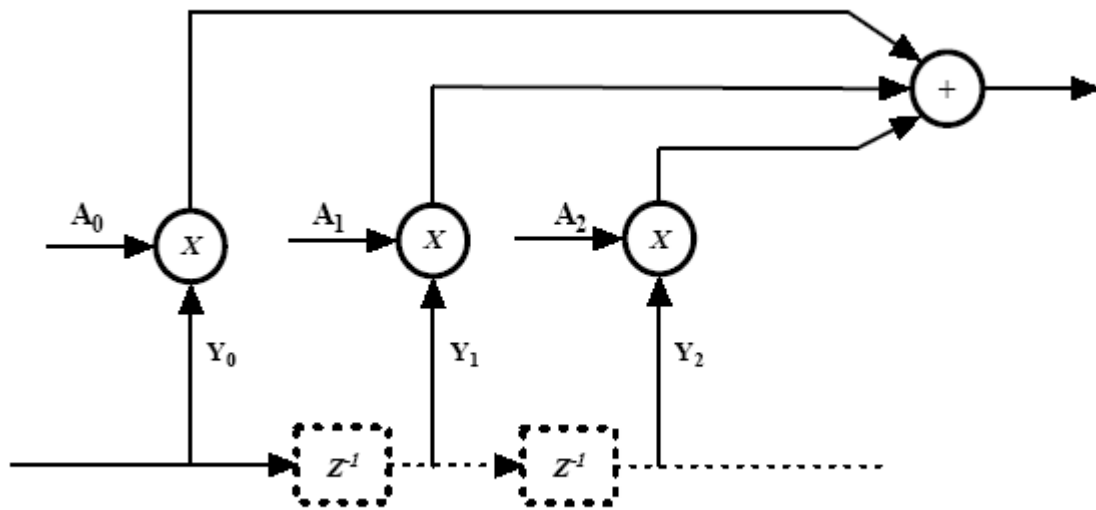 +
A₀
X
A₁
X
A₂
X
Y₀
Y₁
Y₂
Z⁻¹
Z⁻¹